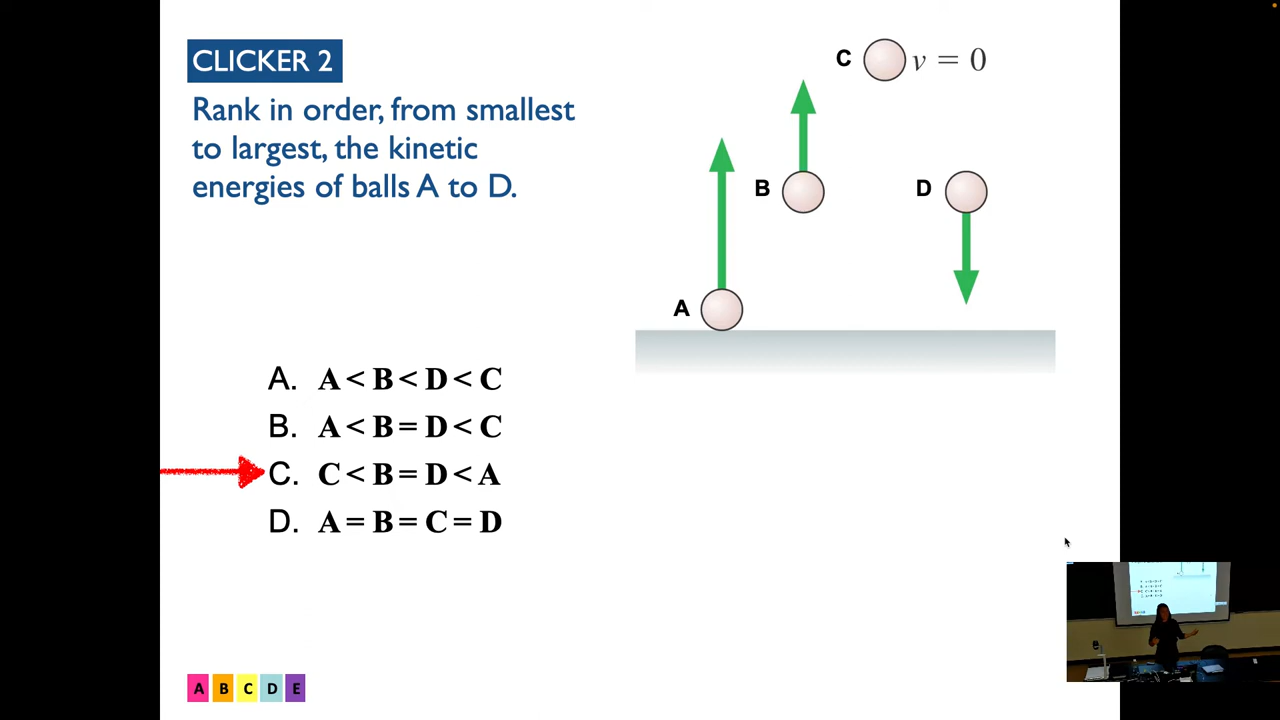 CLICKER 2
Rank in order, from smallest
to largest, the kinetic
energies of balls A to D.
C v = 0
B
D
A
A. A < B < D < C
B. A < B = D < C
C. C < B = D < A
D. A = B = C = D
A B C D E